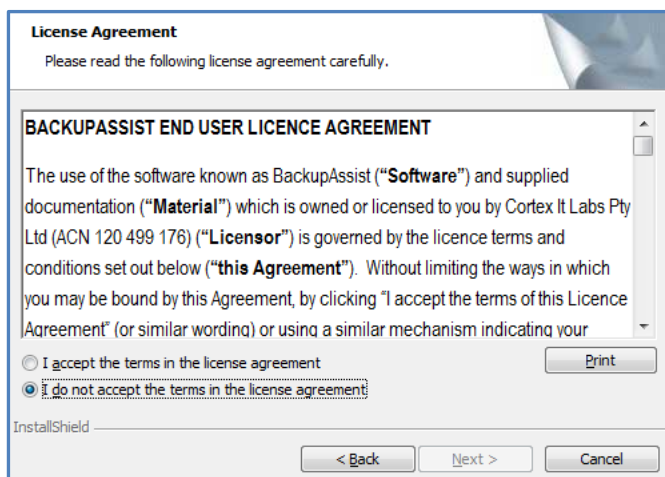 License Agreement
Please read the following license agreement carefully.
BACKUPASSIST END USER LICENCE AGREEMENT
The use of the software known as BackupAssist (“Software”) and supplied
documentation (“Material”) which is owned or licensed to you by Cortex It Labs Pty
Ltd (ACN 120 499 176) (“Licensor”) is governed by the licence terms and
conditions set out below (“this Agreement”).  Without limiting the ways in which
you may be bound by this Agreement, by clicking “I accept the terms of this Licence
Agreement” (or similar wording) or using a similar mechanism indicating your
I accept the terms in the license agreement
Print
I do not accept the terms in the license agreement
InstallShield
< Back
Next >
Cancel